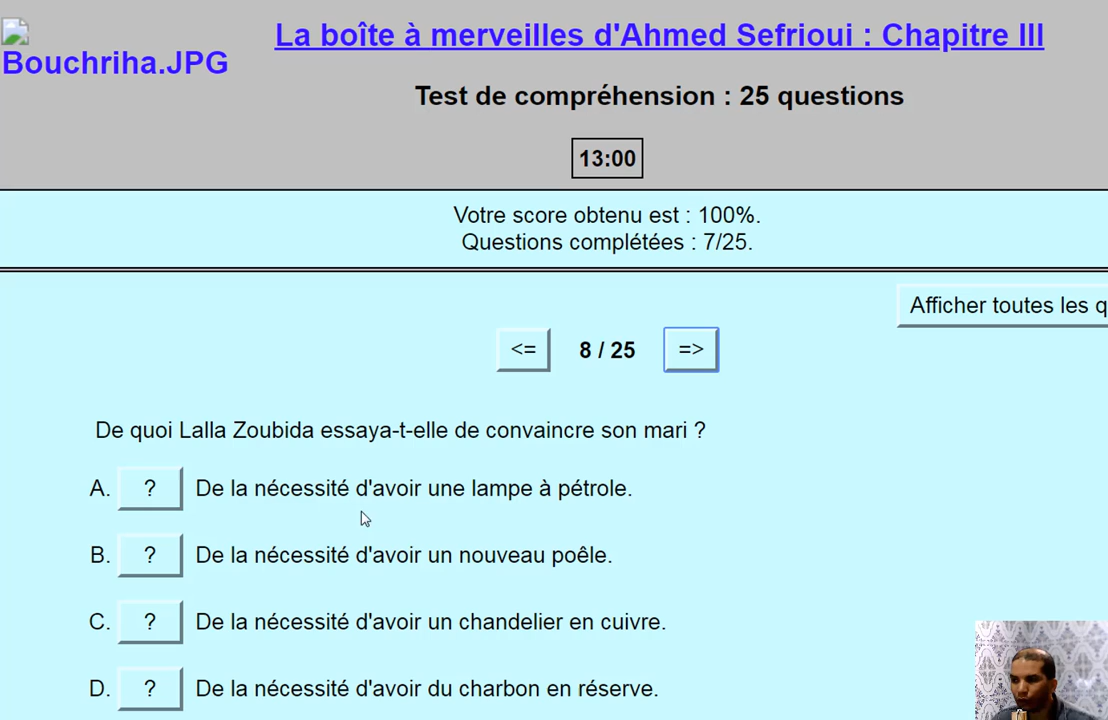 Bouchriha.JPG
La boîte à merveilles d'Ahmed Sefrioui : Chapitre III
Test de compréhension : 25 questions
13:00
Votre score obtenu est : 100%.
Questions complétées : 7/25.
Afficher toutes les q
<= 8 / 25 =>
De quoi Lalla Zoubida essaya-t-elle de convaincre son mari ?
A. ? De la nécessité d'avoir une lampe à pétrole.
B. ? De la nécessité d'avoir un nouveau poêle.
C. ? De la nécessité d'avoir un chandelier en cuivre.
D. ? De la nécessité d'avoir du charbon en réserve.